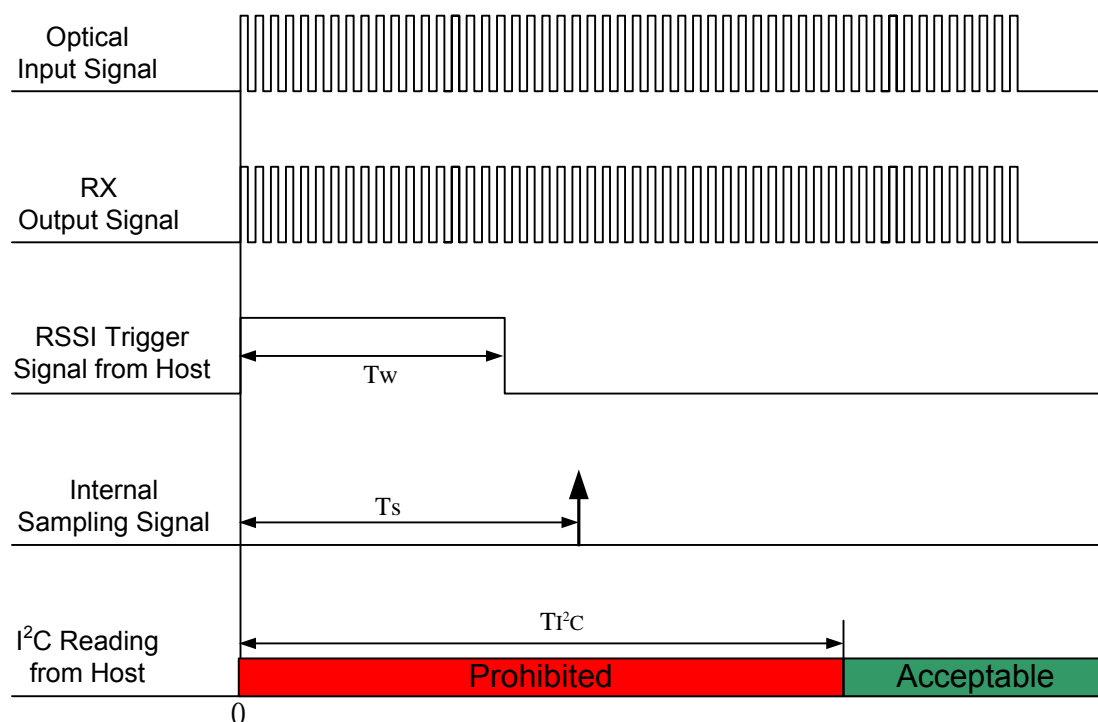 Optical
Input Signal
RX
Output Signal
RSSI Trigger
Signal from Host
Tw
Internal
Sampling Signal
Ts
I²C Reading
from Host
TI²C
Prohibited
Acceptable
0